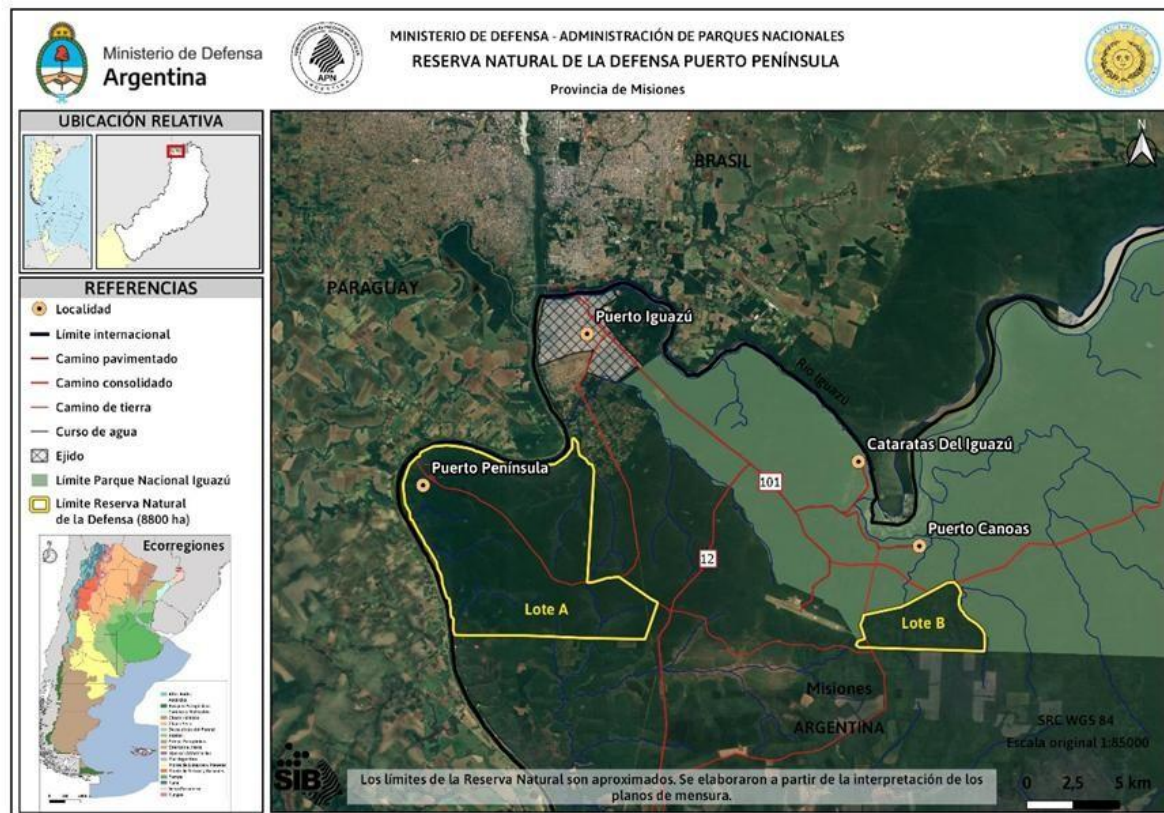 Ministerio de Defensa
Argentina
APN
MINISTERIO DE DEFENSA - ADMINISTRACIÓN DE PARQUES NACIONALES
RESERVA NATURAL DE LA DEFENSA PUERTO PENÍNSULA
Provincia de Misiones
UBICACIÓN RELATIVA
REFERENCIAS
Localidad
Límite internacional
Camino pavimentado
Camino consolidado
Camino de tierra
Curso de agua
Ejido
Límite Parque Nacional Iguazú
Límite Reserva Natural
de la Defensa (8800 ha)
Ecorregiones
N
BRASIL
PARAGUAY
Puerto Iguazú
Río Iguazú
Cataratas Del Iguazú
Puerto Península
101
Puerto Canoas
12
Lote A
Lote B
Misiones
ARGENTINA
SRC WGS 84
Escala original 1:85000
0 2,5 5 km
SIB
Los límites de la Reserva Natural son aproximados. Se elaboraron a partir de la interpretación de los
planos de mensura.